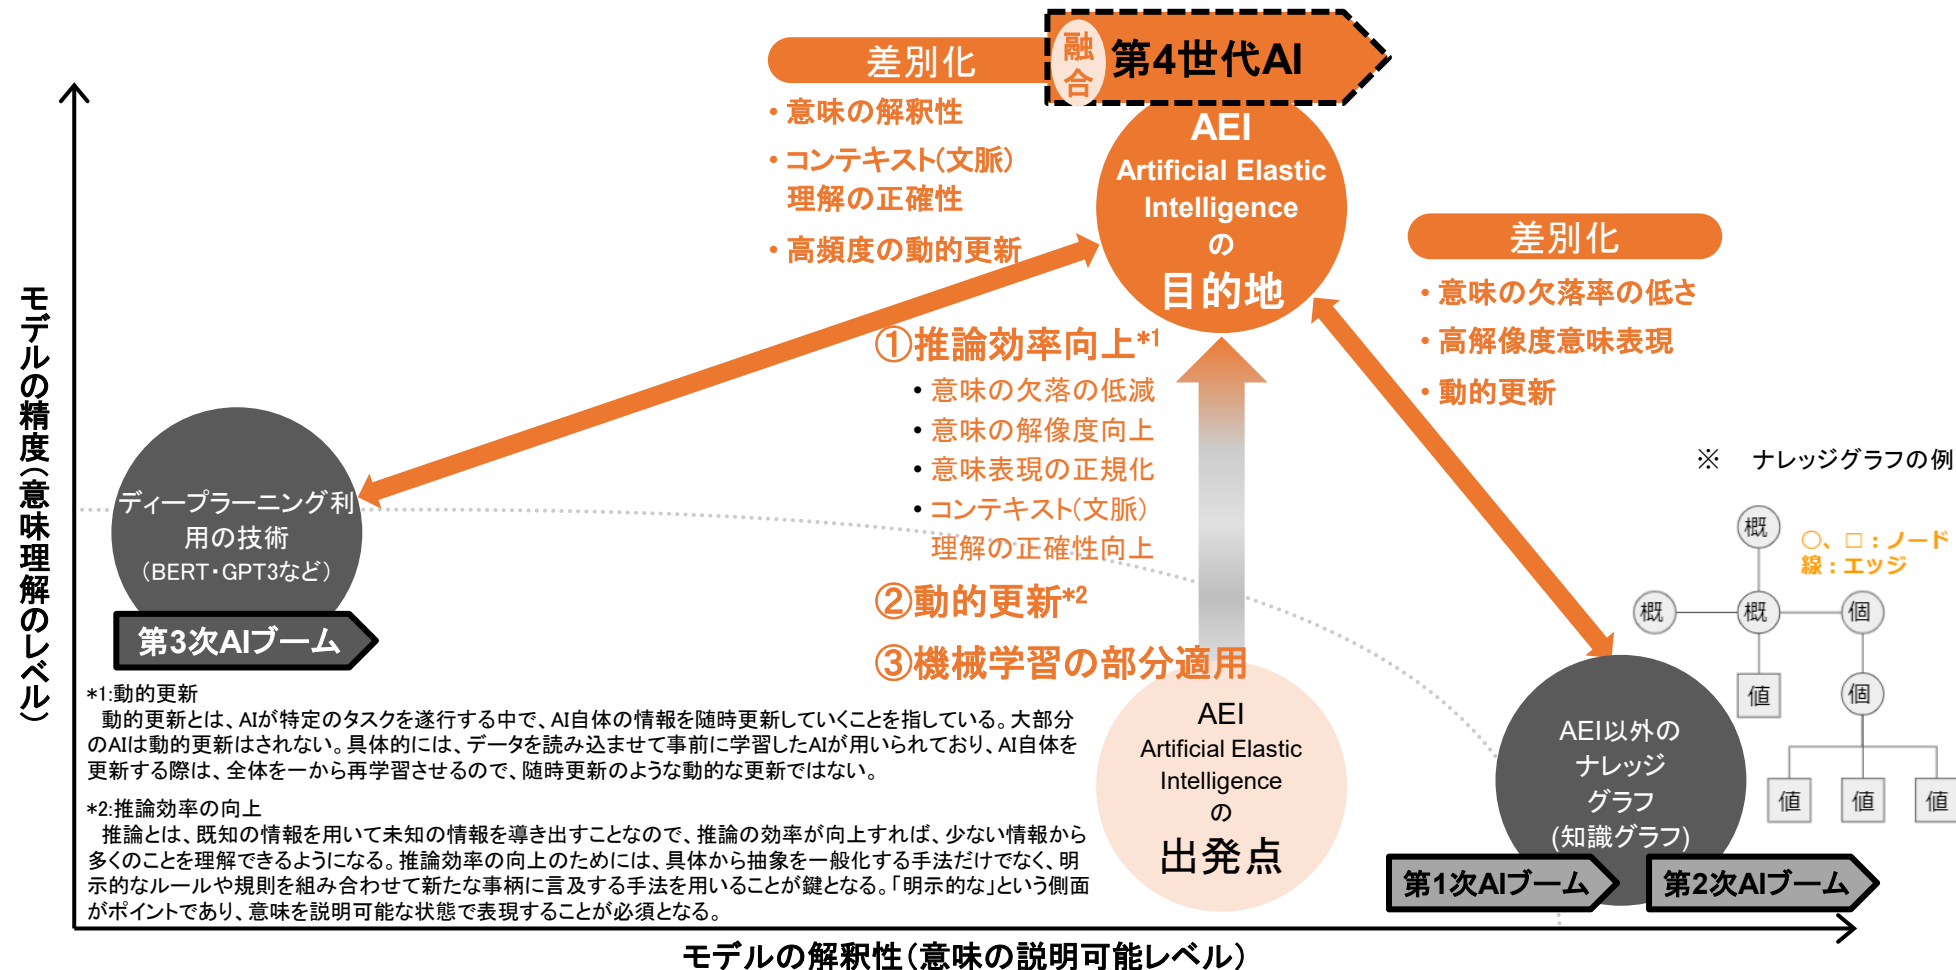 差別化
融合
第4世代AI
・意味の解釈性
・コンテキスト(文脈)
理解の正確性
・高頻度の動的更新
AEI
Artificial Elastic
Intelligence
の
目的地
差別化
・意味の欠落率の低さ
・高解像度意味表現
・動的更新
モデルの精度(意味理解のレベル)
①推論効率向上*1
・意味の欠落の低減
・意味の解像度向上
・意味表現の正規化
・コンテキスト(文脈)
理解の正確性向上
②動的更新*2
③機械学習の部分適用
ディープラーニング利
用の技術
(BERT・GPT3など)
第3次AIブーム
※ ナレッジグラフの例
概
○、□:ノード
線:エッジ
概
概
個
値
個
値
値
値
*1:動的更新
動的更新とは、AIが特定のタスクを遂行する中で、AI自体の情報を随時更新していくことを指している。大部分
のAIは動的更新はされない。具体的には、データを読み込ませて事前に学習したAIが用いられており、AI自体を
更新する際は、全体を一から再学習させるので、随時更新のような動的な更新ではない。
*2:推論効率の向上
推論とは、既知の情報を用いて未知の情報を導き出すことなので、推論の効率が向上すれば、少ない情報から
多くのことを理解できるようになる。推論効率の向上のためには、具体から抽象を一般化する手法だけでなく、明
示的なルールや規則を組み合わせて新たな事柄に言及する手法を用いることが鍵となる。「明示的な」という側面
がポイントであり、意味を説明可能な状態で表現することが必須となる。
AEI
Artificial Elastic
Intelligence
の
出発点
AEI以外の
ナレッジ
グラフ
(知識グラフ)
第1次AIブーム
第2次AIブーム
モデルの解釈性(意味の説明可能レベル)